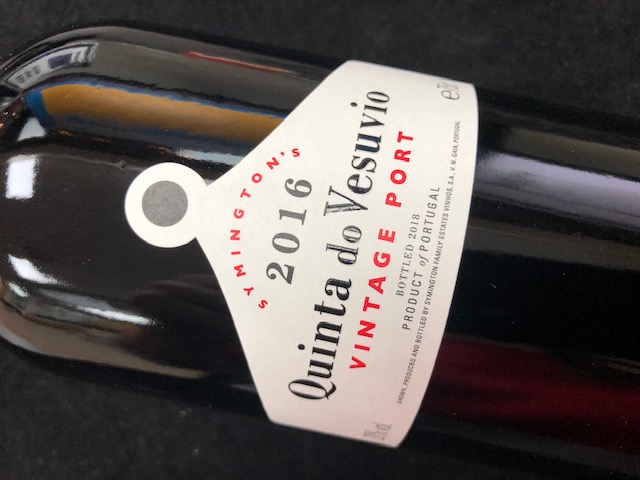 SYMINGTON'S
2016
Quinta do Vesuvio
VINTAGE PORT
BOTTLED 2018
PRODUCT of PORTUGAL
GROWN, PRODUCED AND BOTTLED BY SYMINGTON FAMILY ESTATES VINHOS, S.A., V. N. GAIA, PORTUGAL